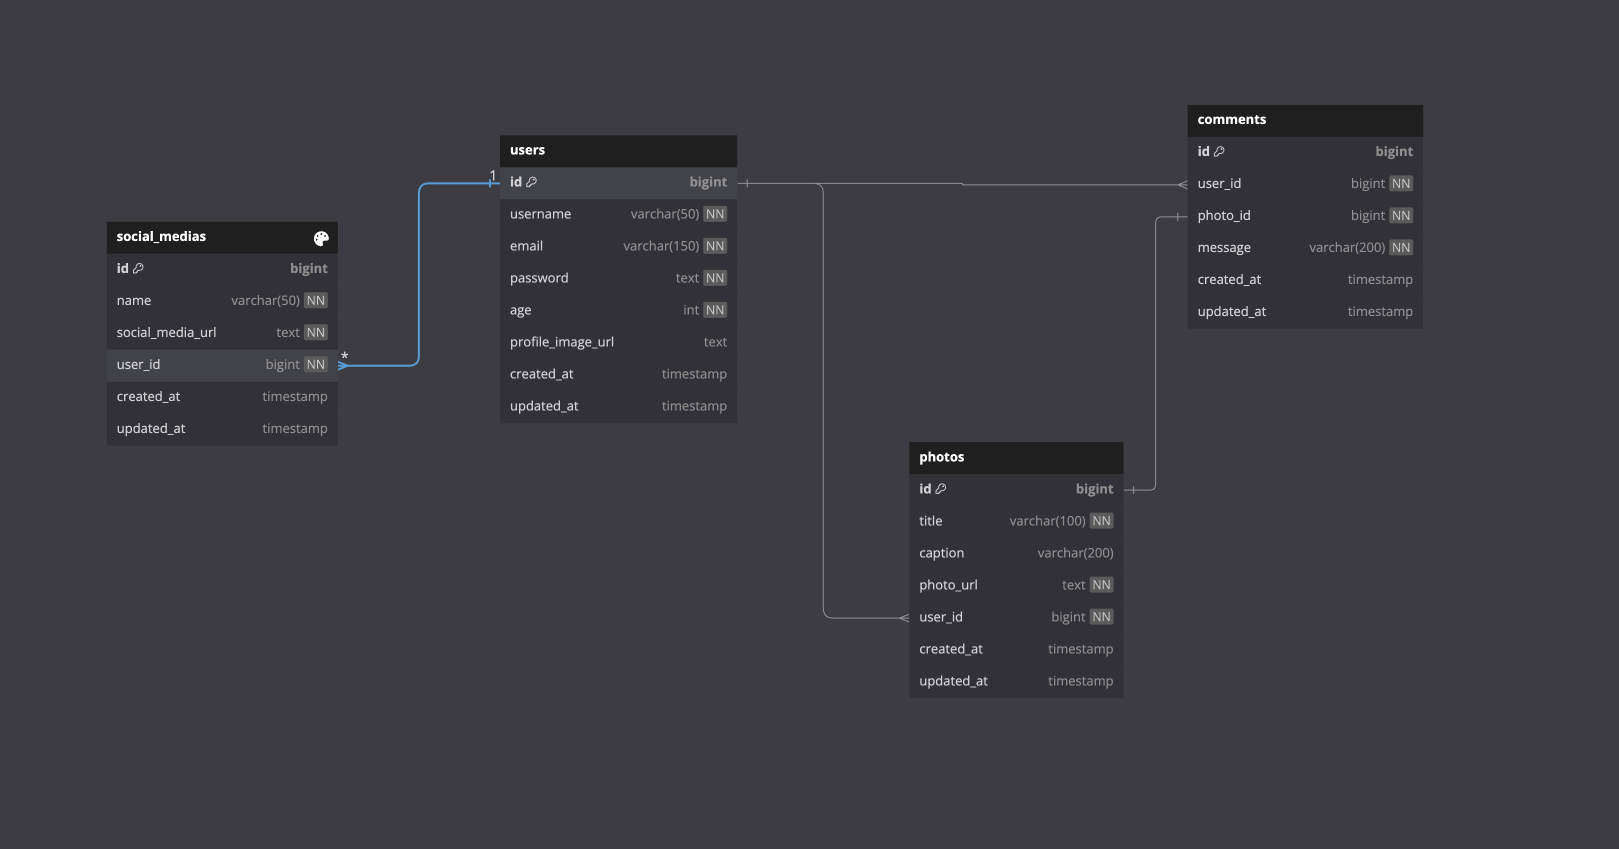 social_medias
id bigint
name varchar(50) NN
social_media_url text NN
user_id bigint NN
created_at timestamp
updated_at timestamp
*
1
users
id bigint
username varchar(50) NN
email varchar(150) NN
password text NN
age int NN
profile_image_url text
created_at timestamp
updated_at timestamp
photos
id bigint
title varchar(100) NN
caption varchar(200)
photo_url text NN
user_id bigint NN
created_at timestamp
updated_at timestamp
comments
id bigint
user_id bigint NN
photo_id bigint NN
message varchar(200) NN
created_at timestamp
updated_at timestamp